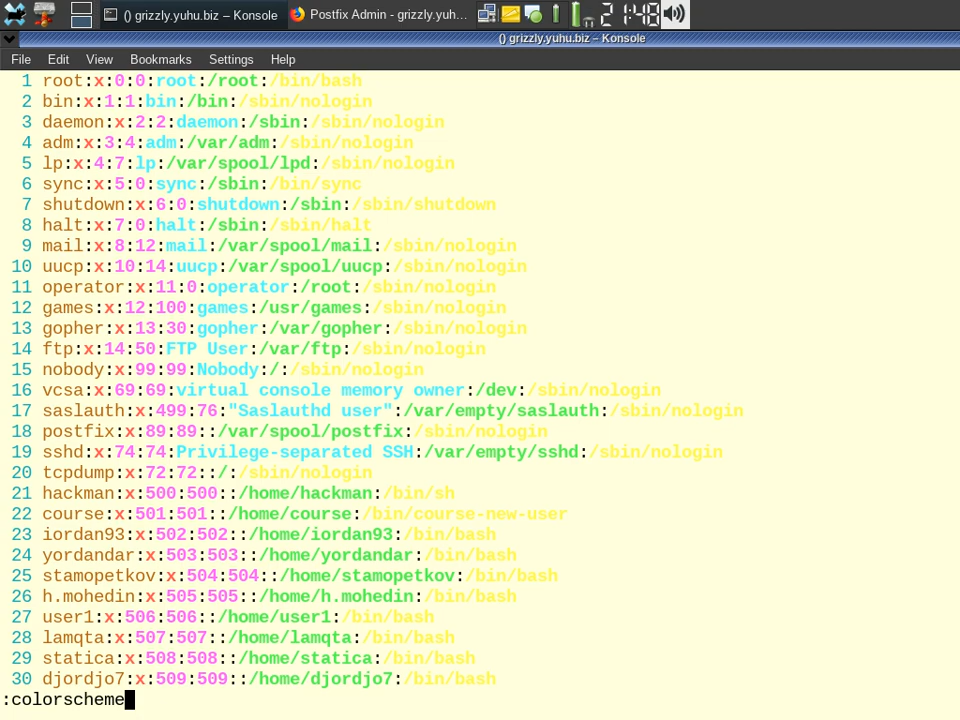 () grizzly.yuhu.biz – Konsole
Postfix Admin - grizzly.yuh...
21:48
() grizzly.yuhu.biz – Konsole
File Edit View Bookmarks Settings Help
1 root:x:0:0:root:/root:/bin/bash
2 bin:x:1:1:bin:/bin:/sbin/nologin
3 daemon:x:2:2:daemon:/sbin:/sbin/nologin
4 adm:x:3:4:adm:/var/adm:/sbin/nologin
5 lp:x:4:7:lp:/var/spool/lpd:/sbin/nologin
6 sync:x:5:0:sync:/sbin:/bin/sync
7 shutdown:x:6:0:shutdown:/sbin:/sbin/shutdown
8 halt:x:7:0:halt:/sbin:/sbin/halt
9 mail:x:8:12:mail:/var/spool/mail:/sbin/nologin
10 uucp:x:10:14:uucp:/var/spool/uucp:/sbin/nologin
11 operator:x:11:0:operator:/root:/sbin/nologin
12 games:x:12:100:games:/usr/games:/sbin/nologin
13 gopher:x:13:30:gopher:/var/gopher:/sbin/nologin
14 ftp:x:14:50:FTP User:/var/ftp:/sbin/nologin
15 nobody:x:99:99:Nobody:/:/sbin/nologin
16 vcsa:x:69:69:virtual console memory owner:/dev:/sbin/nologin
17 saslauth:x:499:76:"Saslauthd user":/var/empty/saslauth:/sbin/nologin
18 postfix:x:89:89::/var/spool/postfix:/sbin/nologin
19 sshd:x:74:74:Privilege-separated SSH:/var/empty/sshd:/sbin/nologin
20 tcpdump:x:72:72::/:/sbin/nologin
21 hackman:x:500:500::/home/hackman:/bin/sh
22 course:x:501:501::/home/course:/bin/course-new-user
23 iordan93:x:502:502::/home/iordan93:/bin/bash
24 yordandar:x:503:503::/home/yordandar:/bin/bash
25 stamopetkov:x:504:504::/home/stamopetkov:/bin/bash
26 h.mohedin:x:505:505::/home/h.mohedin:/bin/bash
27 user1:x:506:506::/home/user1:/bin/bash
28 lamqta:x:507:507::/home/lamqta:/bin/bash
29 statica:x:508:508::/home/statica:/bin/bash
30 djordjo7:x:509:509::/home/djordjo7:/bin/bash
:colorscheme